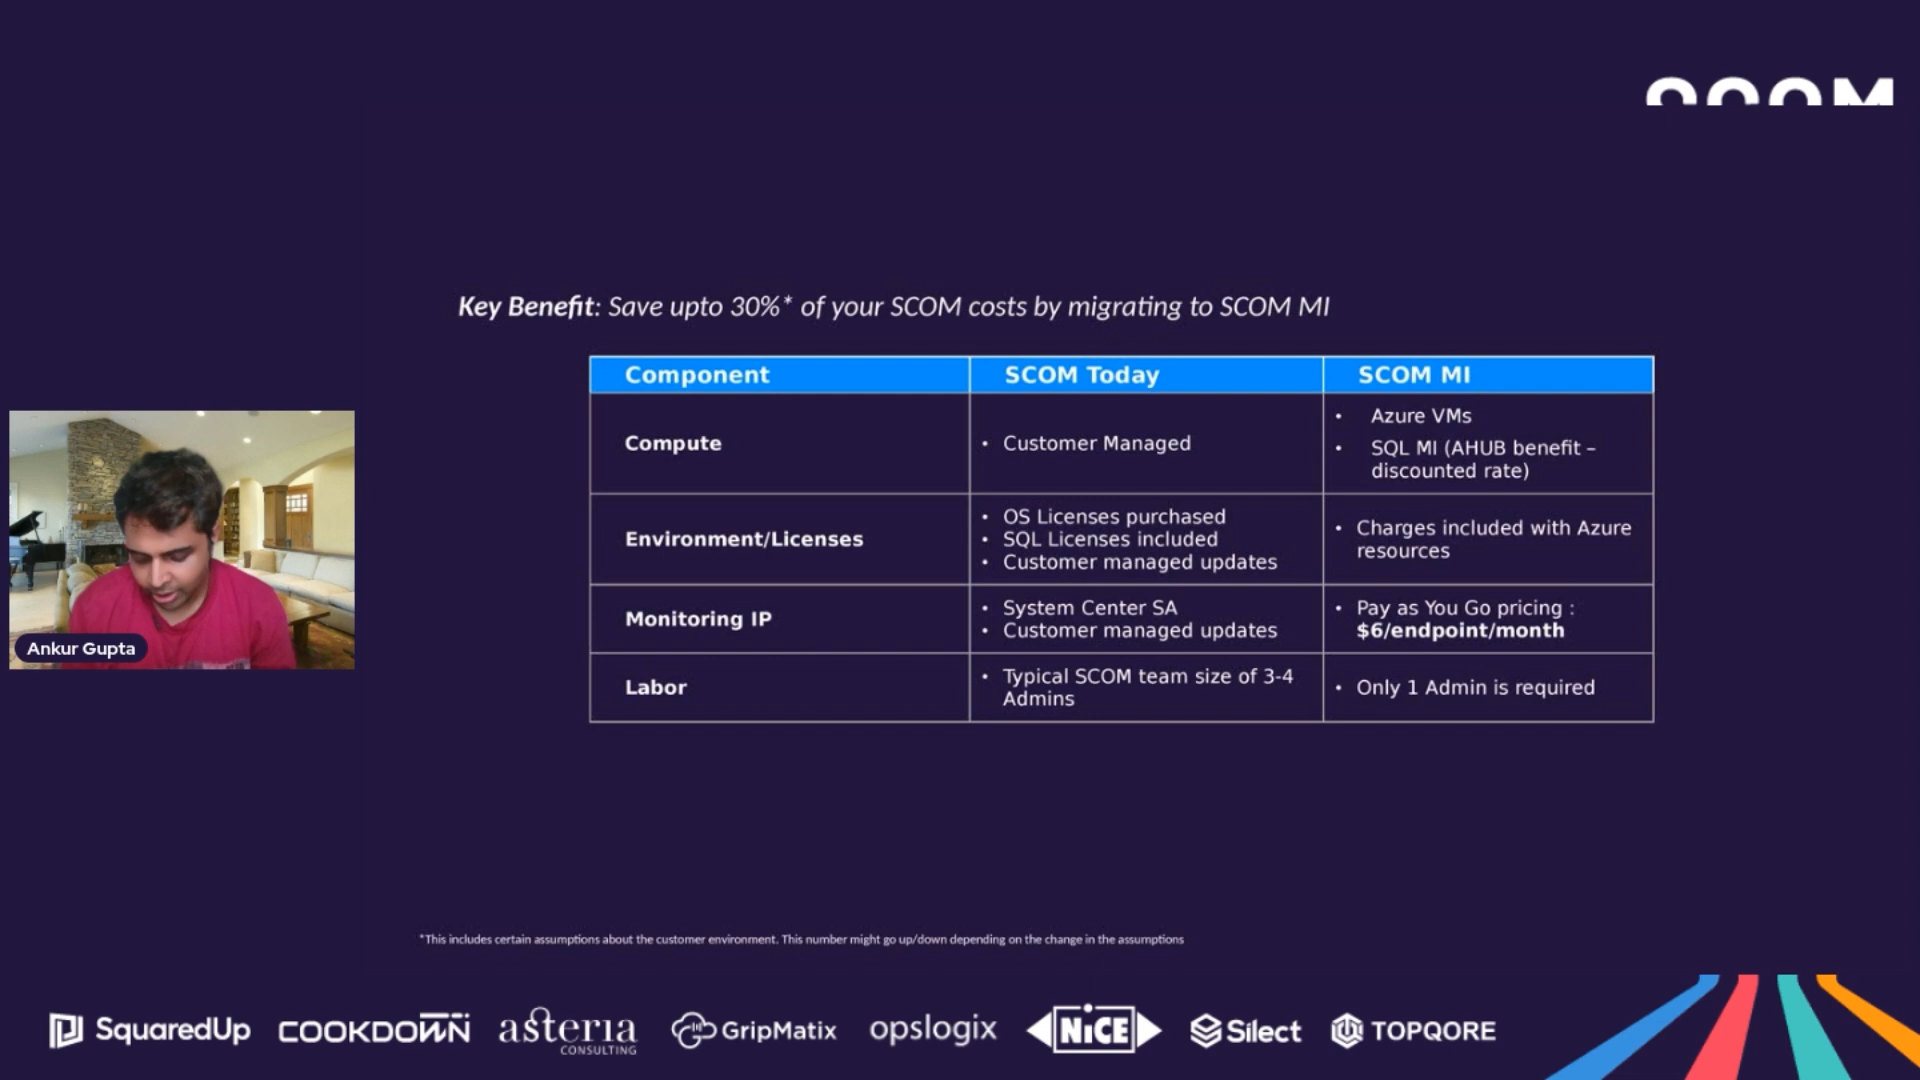 SCOM
Key Benefit: Save upto 30%* of your SCOM costs by migrating to SCOM MI
Component
SCOM Today
SCOM MI
Compute
• Customer Managed
• Azure VMs
• SQL MI (AHUB benefit –
discounted rate)
Environment/Licenses
• OS Licenses purchased
• SQL Licenses included
• Customer managed updates
• Charges included with Azure
resources
Monitoring IP
• System Center SA
• Customer managed updates
• Pay as You Go pricing :
$6/endpoint/month
Labor
• Typical SCOM team size of 3-4
Admins
• Only 1 Admin is required
Ankur Gupta
*This includes certain assumptions about the customer environment. This number might go up/down depending on the change in the assumptions
SquaredUp
COOKDOWN
asteria
CONSULTING
GripMatix
opslogix
NiCE
Silect
TOPQORE